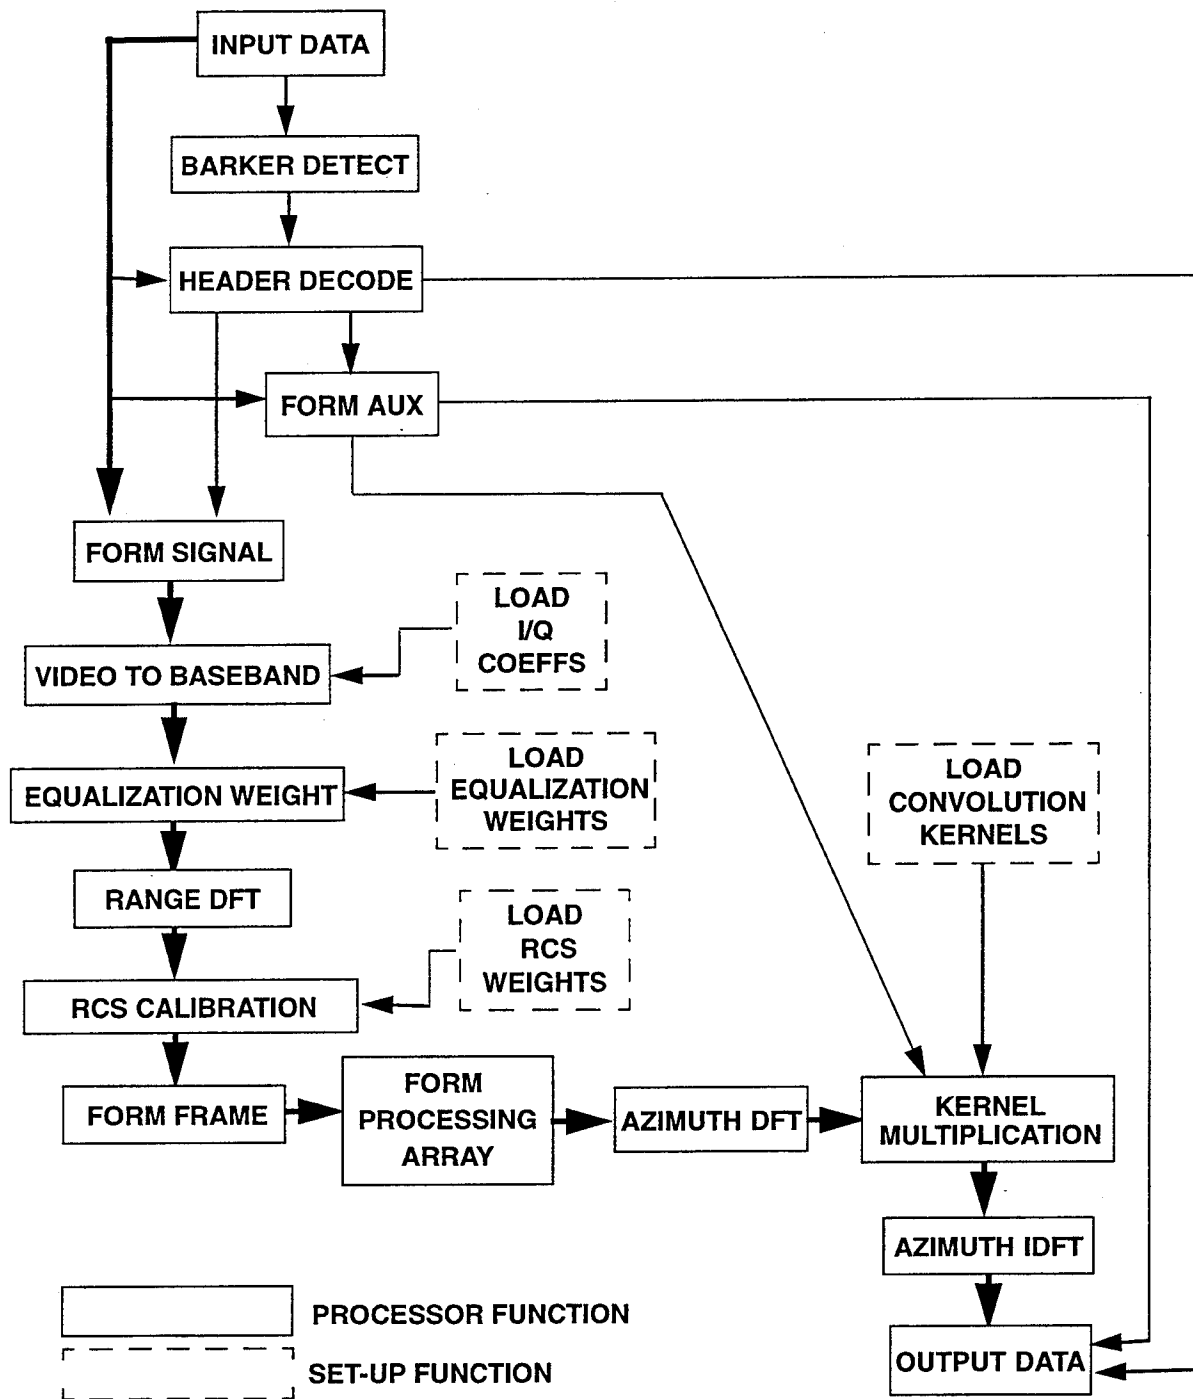 INPUT DATA
BARKER DETECT
HEADER DECODE
FORM AUX
FORM SIGNAL
LOAD
I/Q
COEFFS
VIDEO TO BASEBAND
LOAD
EQUALIZATION
WEIGHTS
EQUALIZATION WEIGHT
LOAD
CONVOLUTION
KERNELS
RANGE DFT
LOAD
RCS
WEIGHTS
RCS CALIBRATION
FORM FRAME
FORM
PROCESSING
ARRAY
AZIMUTH DFT
KERNEL
MULTIPLICATION
AZIMUTH IDFT
OUTPUT DATA
PROCESSOR FUNCTION
SET-UP FUNCTION